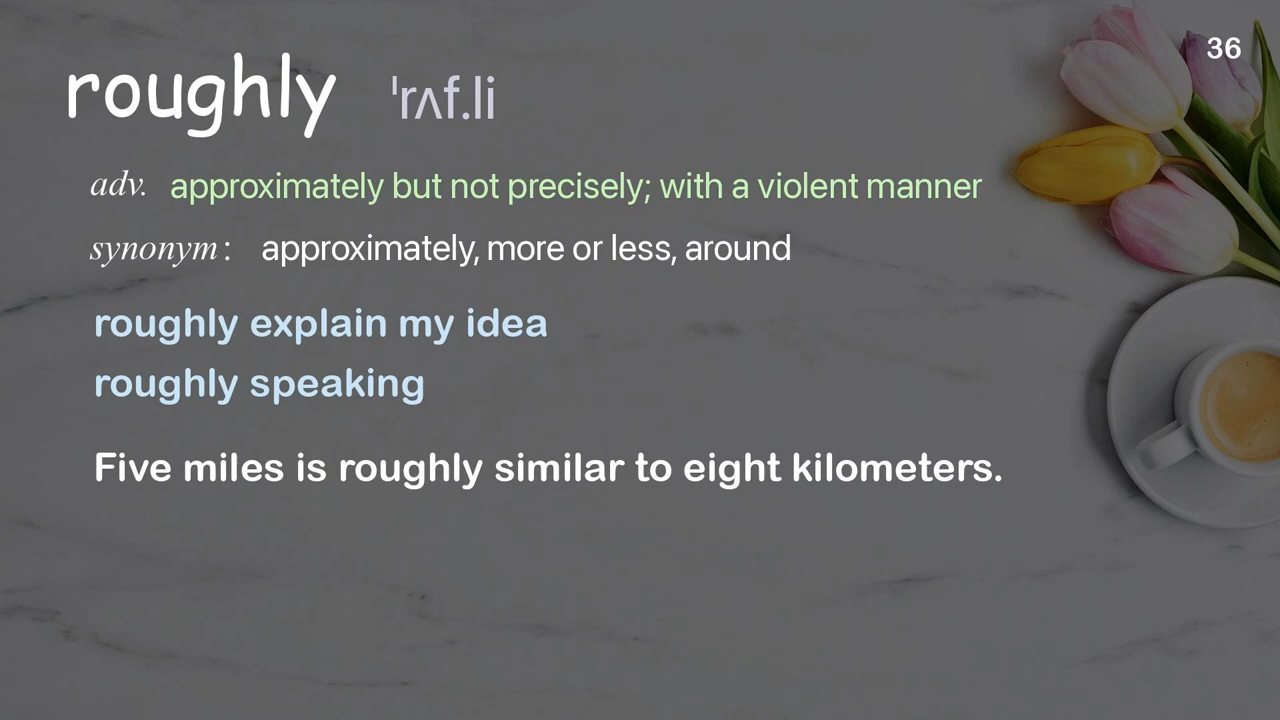 36
roughly ˈrʌf.li
adv. approximately but not precisely; with a violent manner
synonym: approximately, more or less, around
roughly explain my idea
roughly speaking
Five miles is roughly similar to eight kilometers.